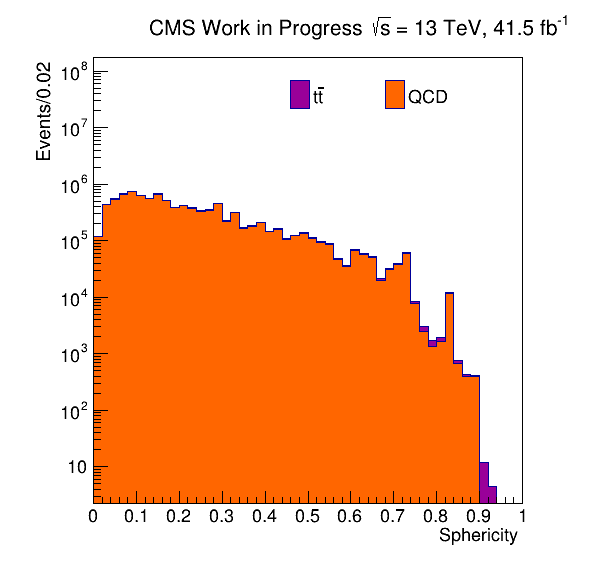 CMS Work in Progress √s = 13 TeV, 41.5 fb⁻¹
Events/0.02
10⁸
10⁷
10⁶
10⁵
10⁴
10³
10²
10
tt̄ QCD
0 0.1 0.2 0.3 0.4 0.5 0.6 0.7 0.8 0.9 1
Sphericity